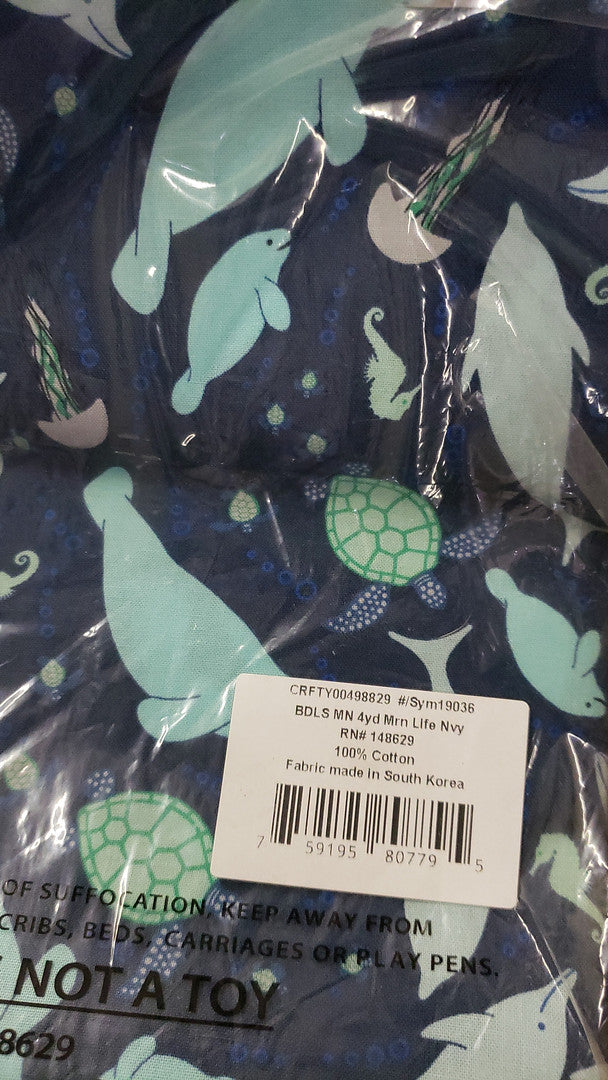 CRFTY00498829 #/Sym19036
BDLS MN 4yd Mrn LIfe Nvy
RN# 148629
100% Cotton
Fabric made in South Korea
7 59195 80779 5
OF SUFFOCATION, KEEP AWAY FROM
CRIBS, BEDS, CARRIAGES OR PLAY PENS.
NOT A TOY
8629